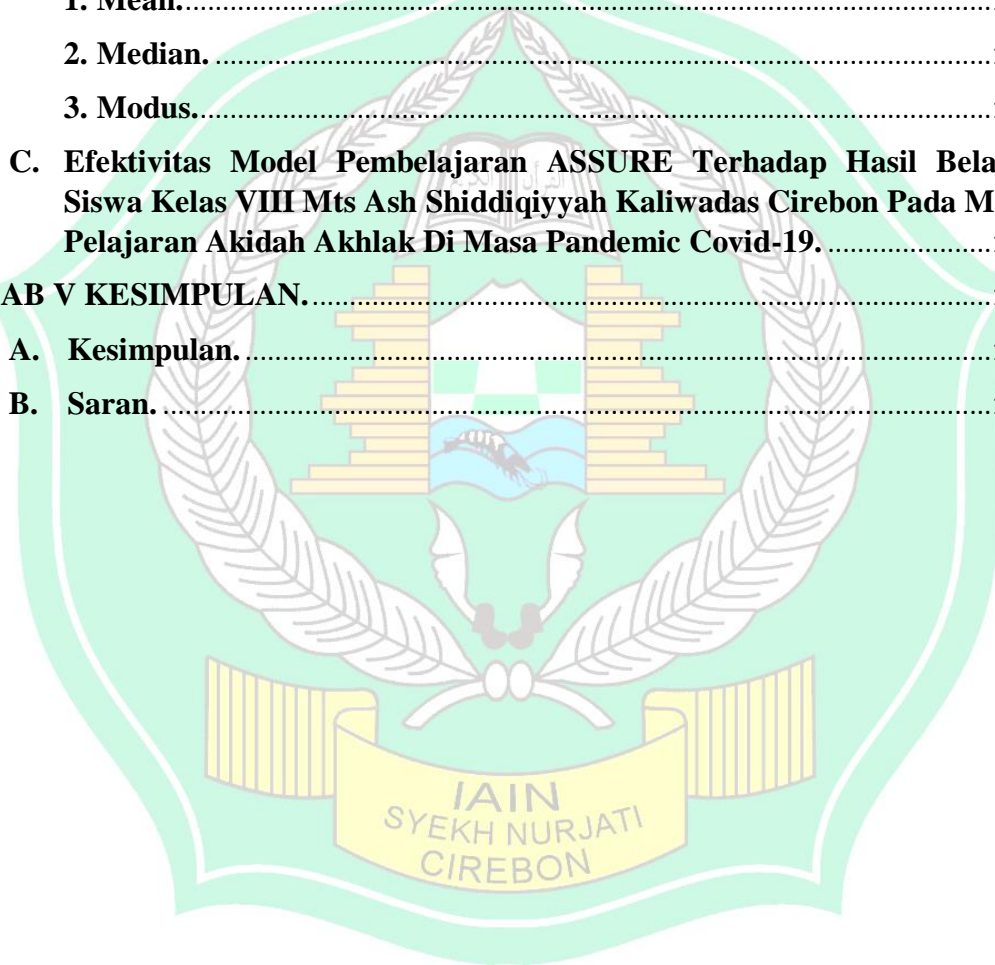 1. Mean.
2. Median.
3. Modus.
C. Efektivitas Model Pembelajaran ASSURE Terhadap Hasil Bela
Siswa Kelas VIII Mts Ash Shiddiqiyyah Kaliwadas Cirebon Pada M
Pelajaran Akidah Akhlak Di Masa Pandemic Covid-19.
AB V KESIMPULAN.
A. Kesimpulan.
B. Saran.
IAIN
SYEKH NURJATI
CIREBON